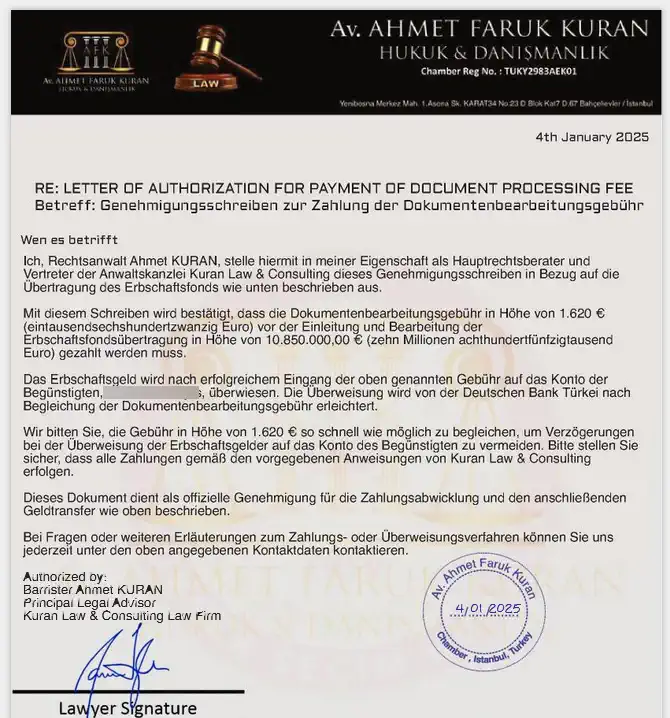 AFK
Av. AHMET FARUK KURAN
HUKUK & DANIŞMANLIK
LAW
Av. AHMET FARUK KURAN
HUKUK & DANIŞMANLIK
Chamber Reg No. : TUKY2983AEK01
Yenibosna Merkez Mah. 1.Asena Sk. KARAT34 No:23 D Blok Kat7 D.67 Bahçelievler / İstanbul
4th January 2025
RE: LETTER OF AUTHORIZATION FOR PAYMENT OF DOCUMENT PROCESSING FEE
Betreff: Genehmigungsschreiben zur Zahlung der Dokumentenbearbeitungsgebühr
Wen es betrifft
Ich, Rechtsanwalt Ahmet KURAN, stelle hiermit in meiner Eigenschaft als Hauptrechtsberater und
Vertreter der Anwaltskanzlei Kuran Law & Consulting dieses Genehmigungsschreiben in Bezug auf die
Übertragung des Erbschaftsfonds wie unten beschrieben aus.
Mit diesem Schreiben wird bestätigt, dass die Dokumentenbearbeitungsgebühr in Höhe von 1.620 €
(eintausendsechshundertzwanzig Euro) vor der Einleitung und Bearbeitung der
Erbschaftsfondsübertragung in Höhe von 10.850.000,00 € (zehn Millionen achthundertfünfzigtausend
Euro) gezahlt werden muss.
Das Erbschaftsgeld wird nach erfolgreichem Eingang der oben genannten Gebühr auf das Konto der
Begünstigten, s, überwiesen. Die Überweisung wird von der Deutschen Bank Türkei nach
Begleichung der Dokumentenbearbeitungsgebühr erleichtert.
Wir bitten Sie, die Gebühr in Höhe von 1.620 € so schnell wie möglich zu begleichen, um Verzögerungen
bei der Überweisung der Erbschaftsgelder auf das Konto des Begünstigten zu vermeiden. Bitte stellen Sie
sicher, dass alle Zahlungen gemäß den vorgegebenen Anweisungen von Kuran Law & Consulting
erfolgen.
Dieses Dokument dient als offizielle Genehmigung für die Zahlungsabwicklung und den anschließenden
Geldtransfer wie oben beschrieben.
Bei Fragen oder weiteren Erläuterungen zum Zahlungs- oder Überweisungsverfahren können Sie uns
jederzeit unter den oben angegebenen Kontaktdaten kontaktieren.
Authorized by:
Barrister Ahmet KURAN
Principal Legal Advisor
Kuran Law & Consulting Law Firm
Av. Ahmet Faruk Kuran
4/01 2025
Chamber, Istanbul, Turkey
AHMET FARUK KURAN
Lawyer Signature